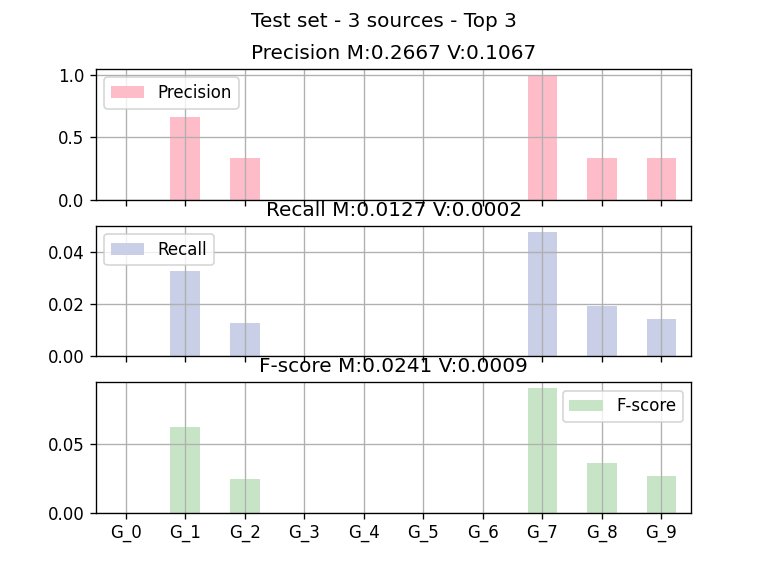 Test set - 3 sources - Top 3
Precision M:0.2667 V:0.1067
1.0
0.5
0.0
Precision
Recall M:0.0127 V:0.0002
0.04
0.02
0.00
Recall
F-score M:0.0241 V:0.0009
0.05
0.00
F-score
G_0 G_1 G_2 G_3 G_4 G_5 G_6 G_7 G_8 G_9